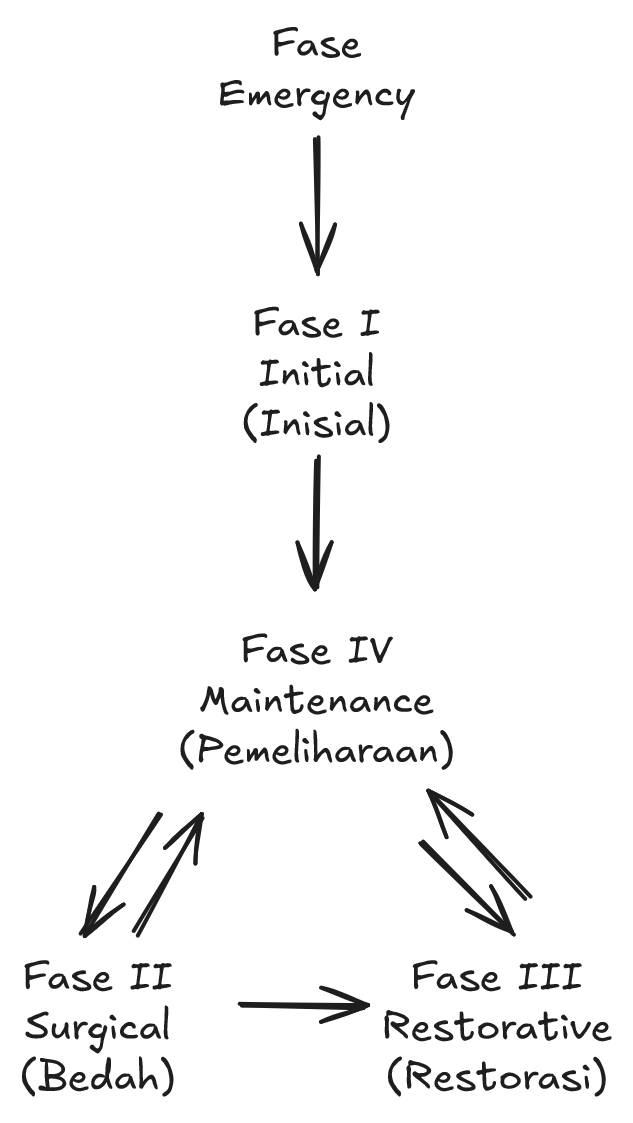 Fase
Emergency
Fase I
Initial
(Inisial)
Fase IV
Maintenance
(Pemeliharaan)
Fase II
Surgical
(Bedah)
Fase III
Restorative
(Restorasi)